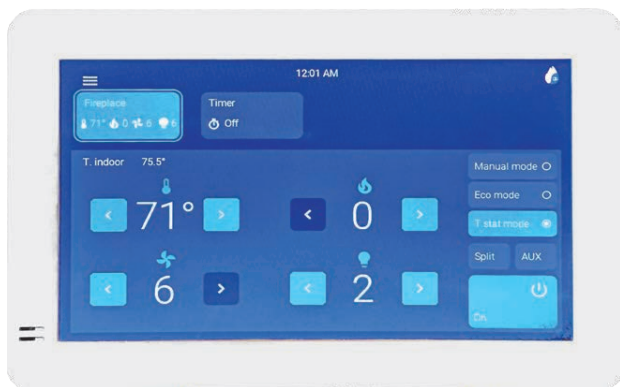 12:01 AM
Fireplace
71° 0 6 6
Timer
Off
T. indoor 75.5°
71°
0
6
2
Manual mode
Eco mode
T stat mode
Split AUX
On